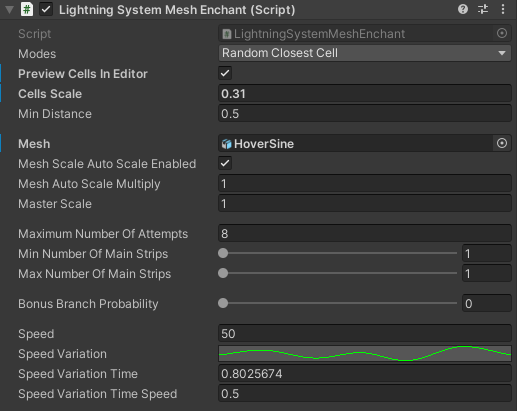 Lightning System Mesh Enchant (Script)
Script LightningSystemMeshEnchant
Modes Random Closest Cell
Preview Cells In Editor
Cells Scale 0.31
Min Distance 0.5
Mesh HoverSine
Mesh Scale Auto Scale Enabled
Mesh Auto Scale Multiply 1
Master Scale 1
Maximum Number Of Attempts 8
Min Number Of Main Strips 1
Max Number Of Main Strips 1
Bonus Branch Probability 0
Speed 50
Speed Variation
Speed Variation Time 0.8025674
Speed Variation Time Speed 0.5